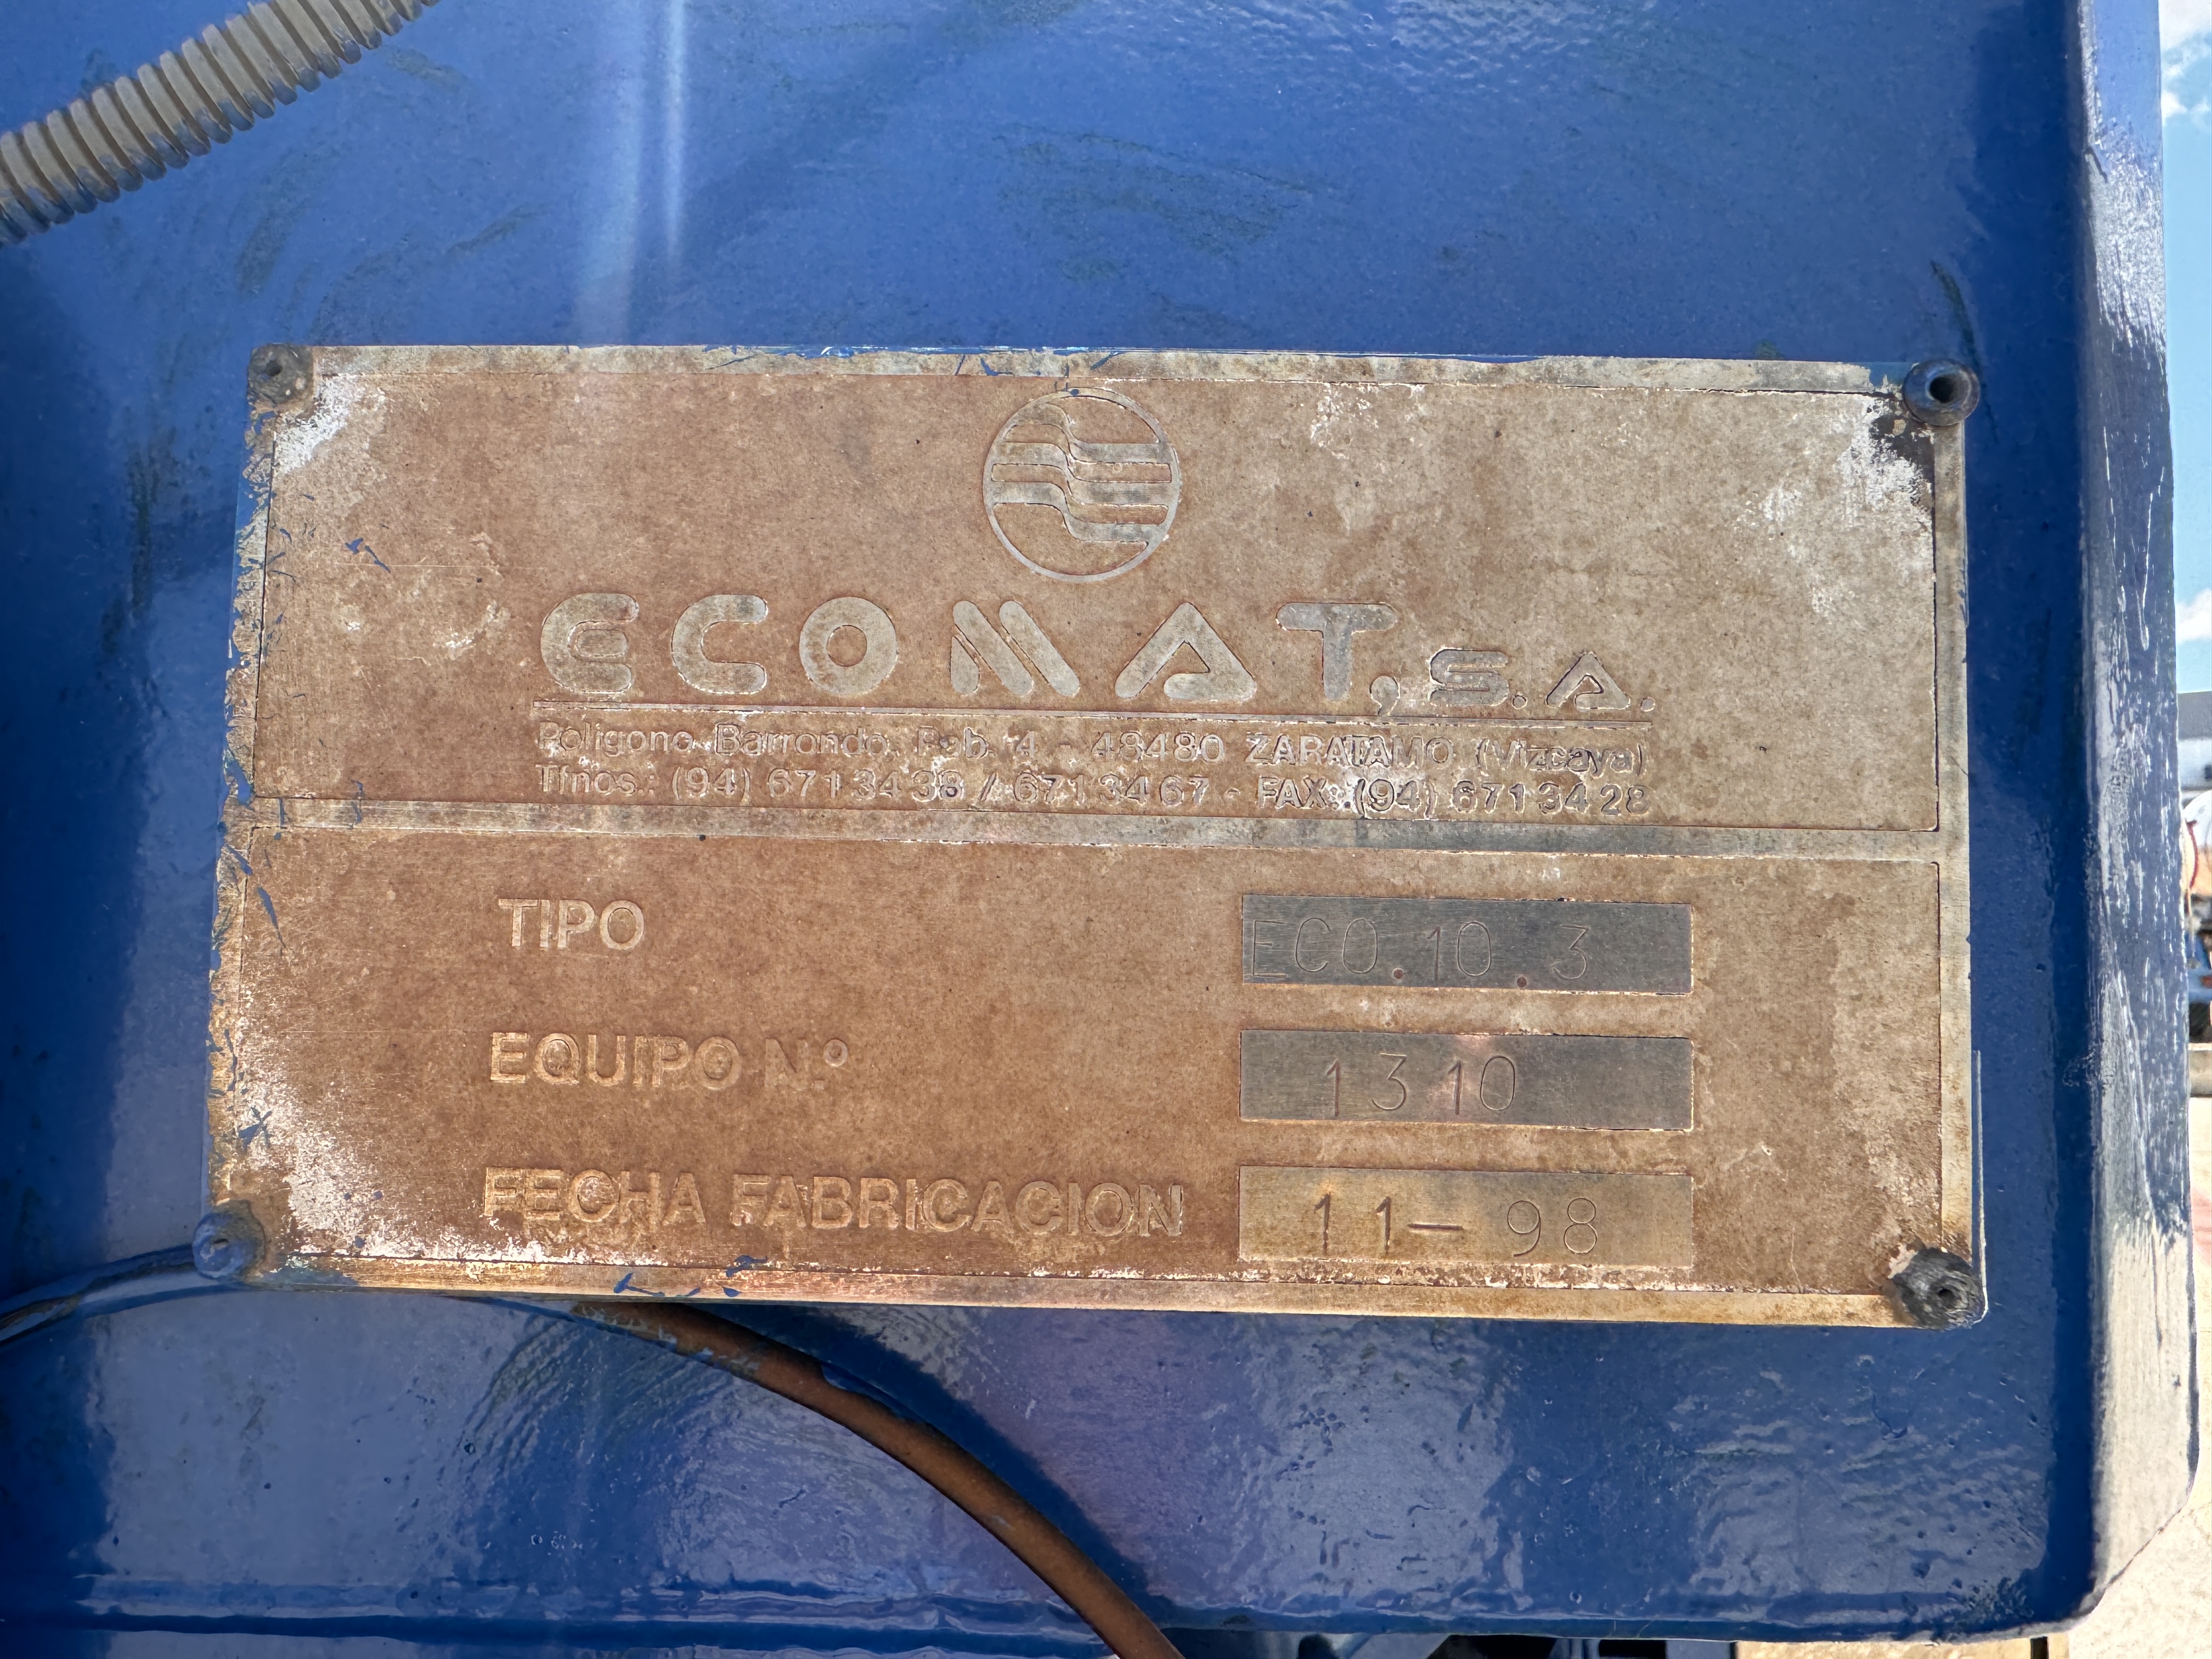 ECOMAT, S.A.
Poligono Barrondo, Pab. 4 - 48480 ZARATAMO (Vizcaya)
Tfnos.: (94) 671 34 38 / 671 34 67 - FAX: (94) 671 34 28
TIPO ECO.10.3
EQUIPO N.º 1310
FECHA FABRICACION 11-98